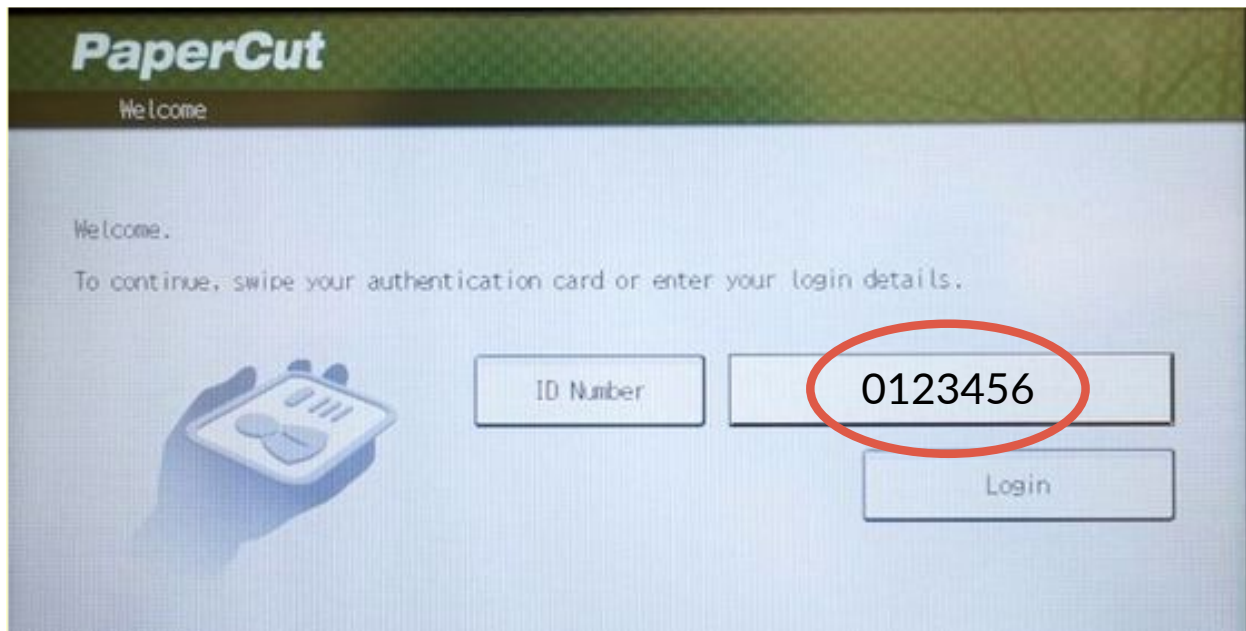 PaperCut
Welcome
Welcome.
To continue, swipe your authentication card or enter your login details.
ID Number
0123456
Login